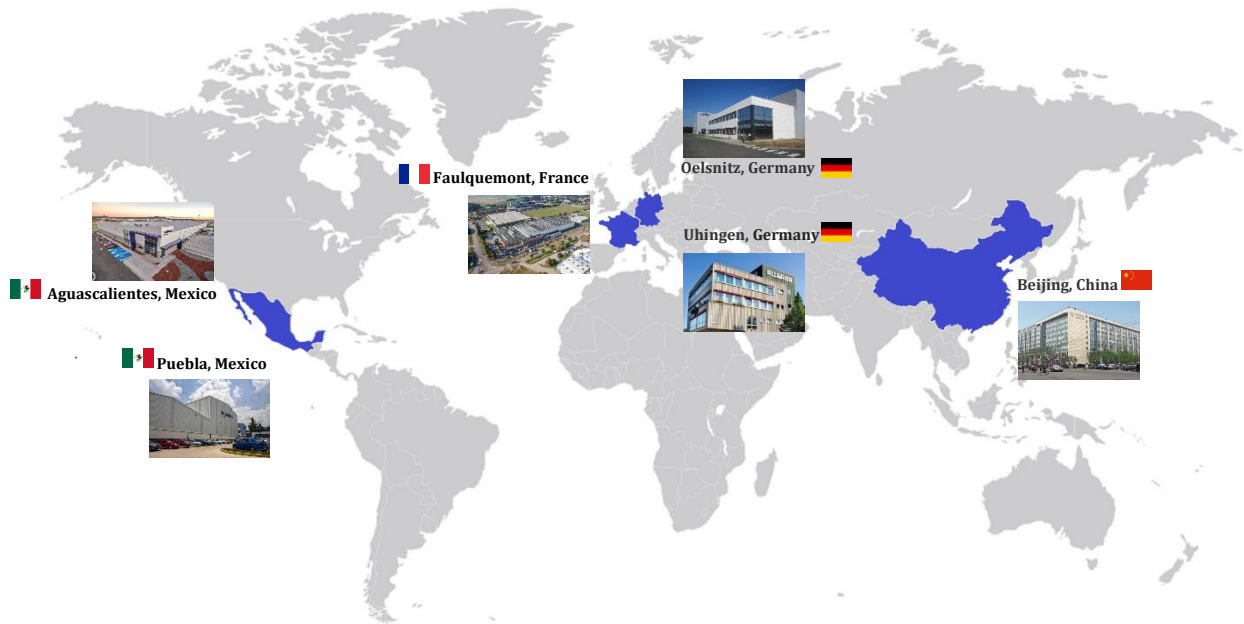 Oelsnitz, Germany
Faulquemont, France
Uhingen, Germany
Beijing, China
Aguascalientes, Mexico
Puebla, Mexico